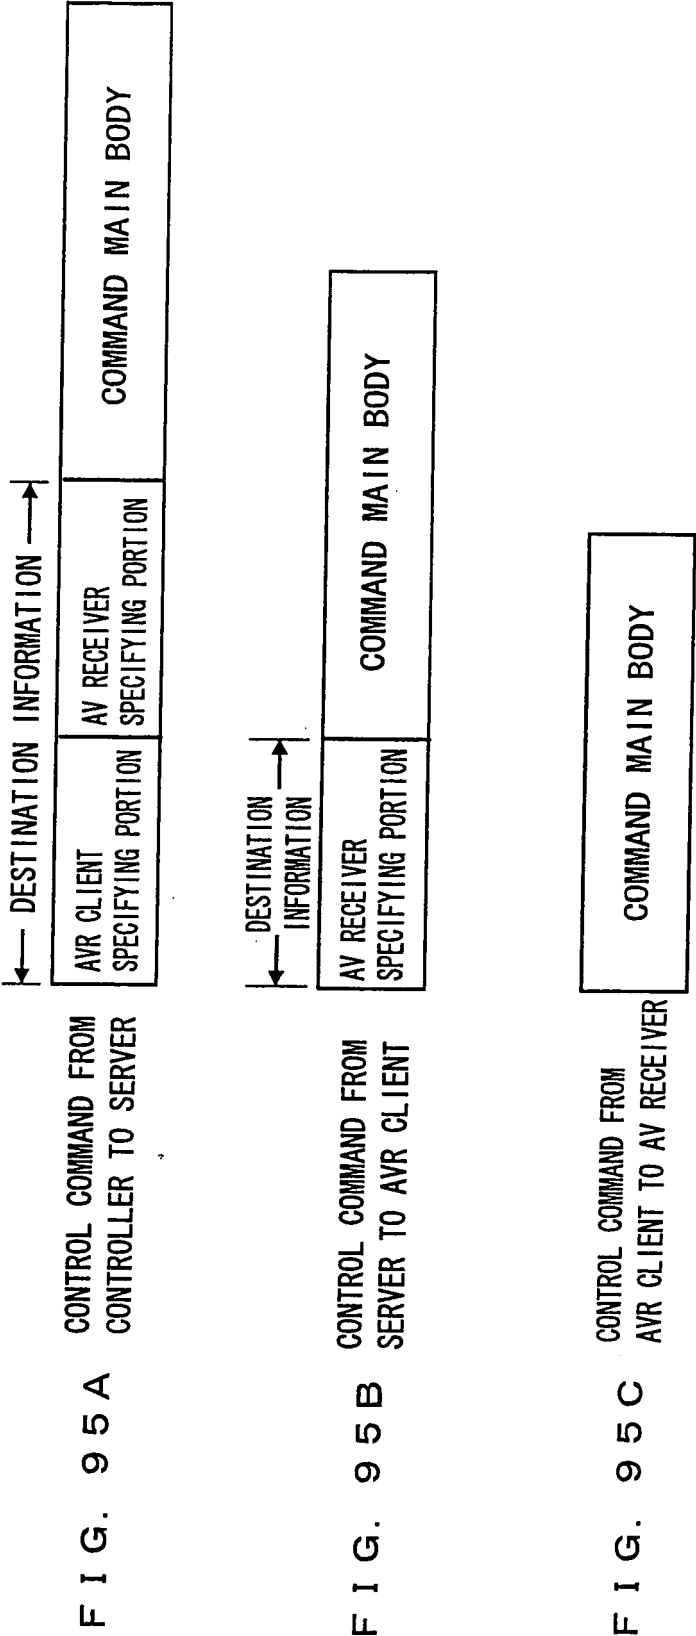 FIG. 95A
CONTROL COMMAND FROM
CONTROLLER TO SERVER
DESTINATION INFORMATION
AVR CLIENT
SPECIFYING PORTION
AV RECEIVER
SPECIFYING PORTION
COMMAND MAIN BODY
FIG. 95B
CONTROL COMMAND FROM
SERVER TO AVR CLIENT
DESTINATION
INFORMATION
AV RECEIVER
SPECIFYING PORTION
COMMAND MAIN BODY
FIG. 95C
CONTROL COMMAND FROM
AVR CLIENT TO AV RECEIVER
COMMAND MAIN BODY